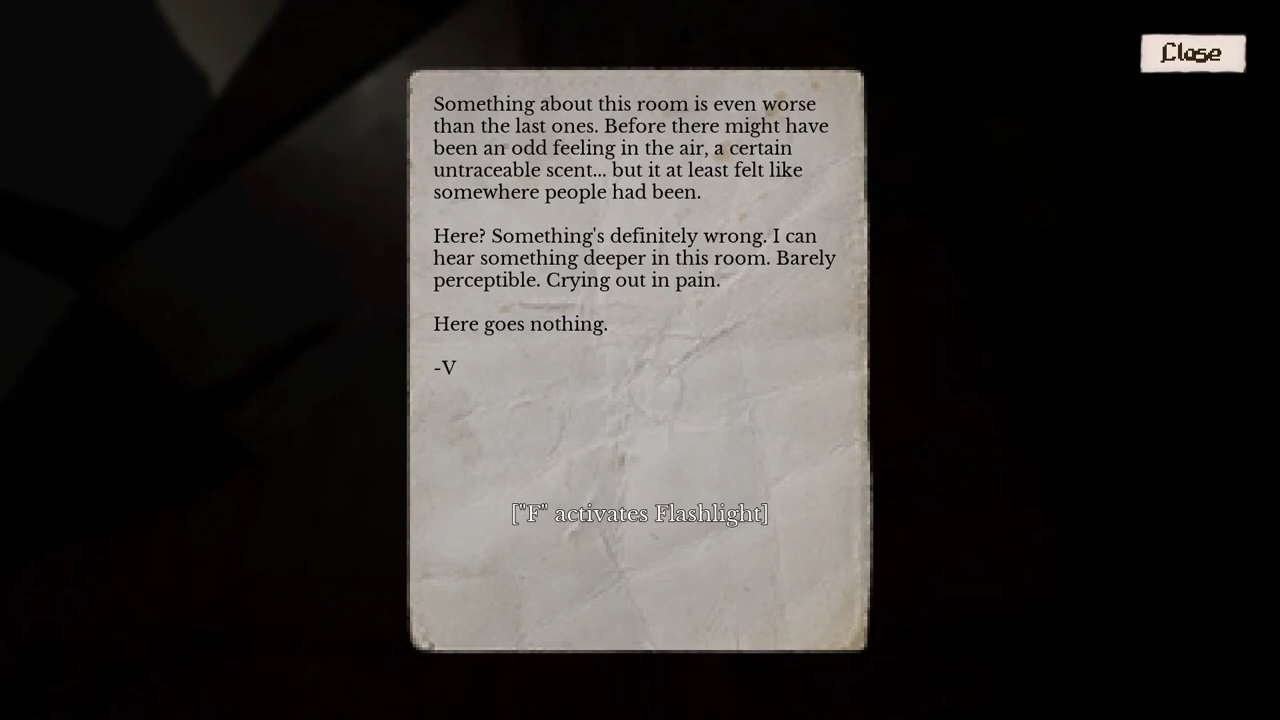 Close
Something about this room is even worse
than the last ones. Before there might have
been an odd feeling in the air, a certain
untraceable scent... but it at least felt like
somewhere people had been.
Here? Something's definitely wrong. I can
hear something deeper in this room. Barely
perceptible. Crying out in pain.
Here goes nothing.
-V
["F" activates Flashlight]